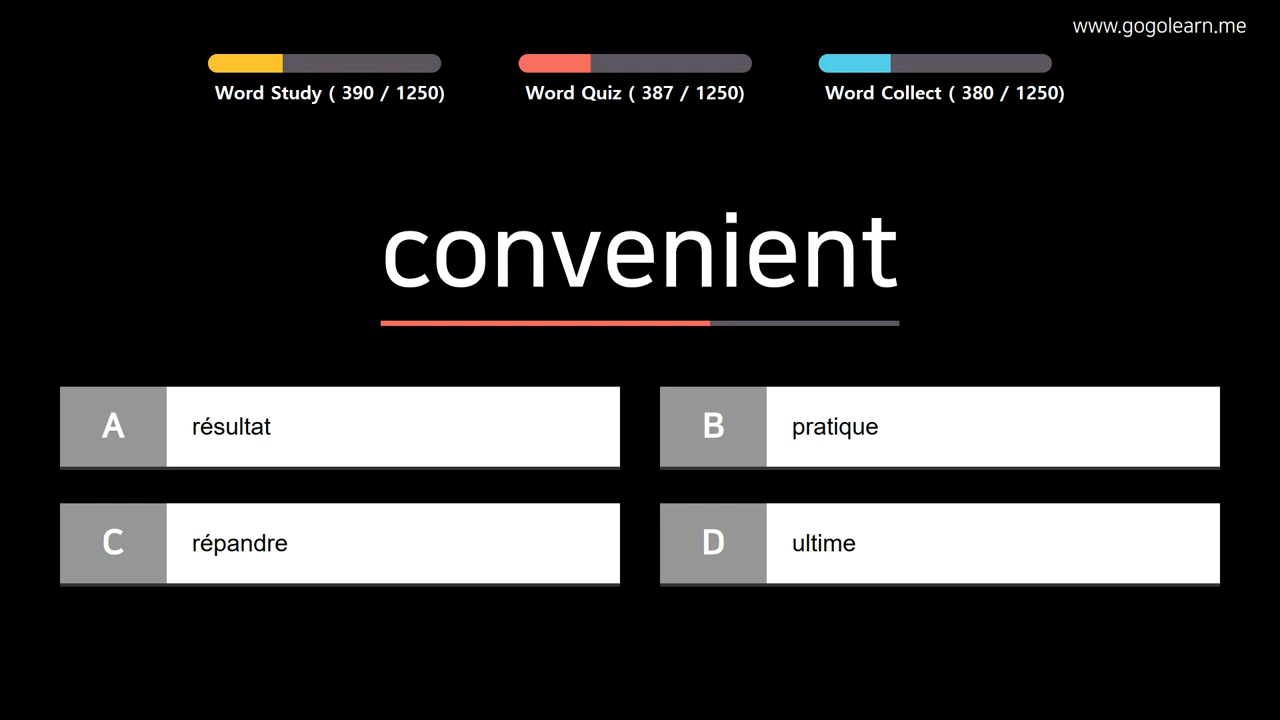 www.gogolearn.me
Word Study ( 390 / 1250)
Word Quiz ( 387 / 1250)
Word Collect ( 380 / 1250)
convenient
A résultat
B pratique
C répandre
D ultime